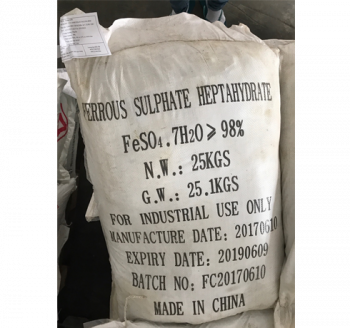 FERROUS SULPHATE HEPTAHYDRATE
FeSO4.7H2O≥98%
N.W.: 25KGS
G.W.: 25.1KGS
FOR INDUSTRIAL USE ONLY
MANUFACTURE DATE: 20170610
EXPIRY DATE: 20190609
BATCH NO: FC20170610
MADE IN CHINA